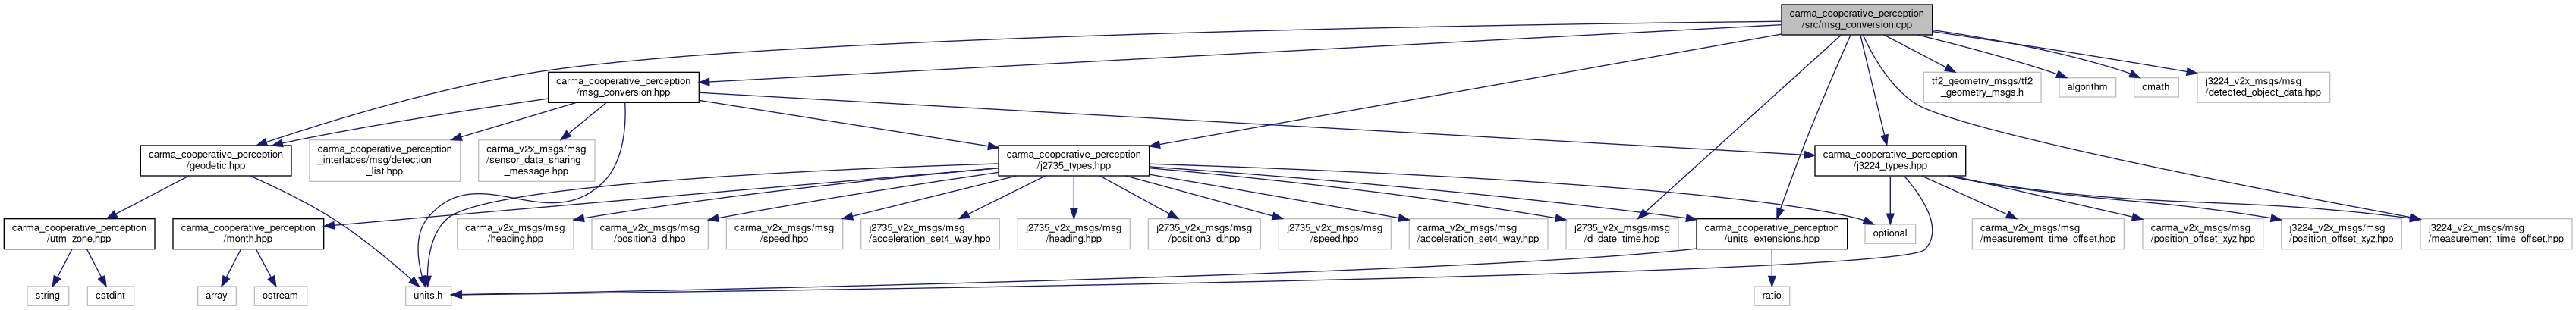 carma_cooperative_perception
/src/msg_conversion.cpp
carma_cooperative_perception
/msg_conversion.hpp
tf2_geometry_msgs/tf2
_geometry_msgs.h
algorithm
cmath
j3224_v2x_msgs/msg
/detected_object_data.hpp
carma_cooperative_perception
/geodetic.hpp
carma_cooperative_perception
_interfaces/msg/detection
_list.hpp
carma_v2x_msgs/msg
/sensor_data_sharing
_message.hpp
carma_cooperative_perception
/j2735_types.hpp
carma_cooperative_perception
/j3224_types.hpp
carma_cooperative_perception
/utm_zone.hpp
carma_cooperative_perception
/month.hpp
carma_v2x_msgs/msg
/heading.hpp
carma_v2x_msgs/msg
/position3_d.hpp
carma_v2x_msgs/msg
/speed.hpp
j2735_v2x_msgs/msg
/acceleration_set4_way.hpp
j2735_v2x_msgs/msg
/heading.hpp
j2735_v2x_msgs/msg
/position3_d.hpp
j2735_v2x_msgs/msg
/speed.hpp
carma_v2x_msgs/msg
/acceleration_set4_way.hpp
j2735_v2x_msgs/msg
/d_date_time.hpp
carma_cooperative_perception
/units_extensions.hpp
optional
carma_v2x_msgs/msg
/measurement_time_offset.hpp
carma_v2x_msgs/msg
/position_offset_xyz.hpp
j3224_v2x_msgs/msg
/position_offset_xyz.hpp
j3224_v2x_msgs/msg
/measurement_time_offset.hpp
string
cstdint
array
ostream
units.h
ratio